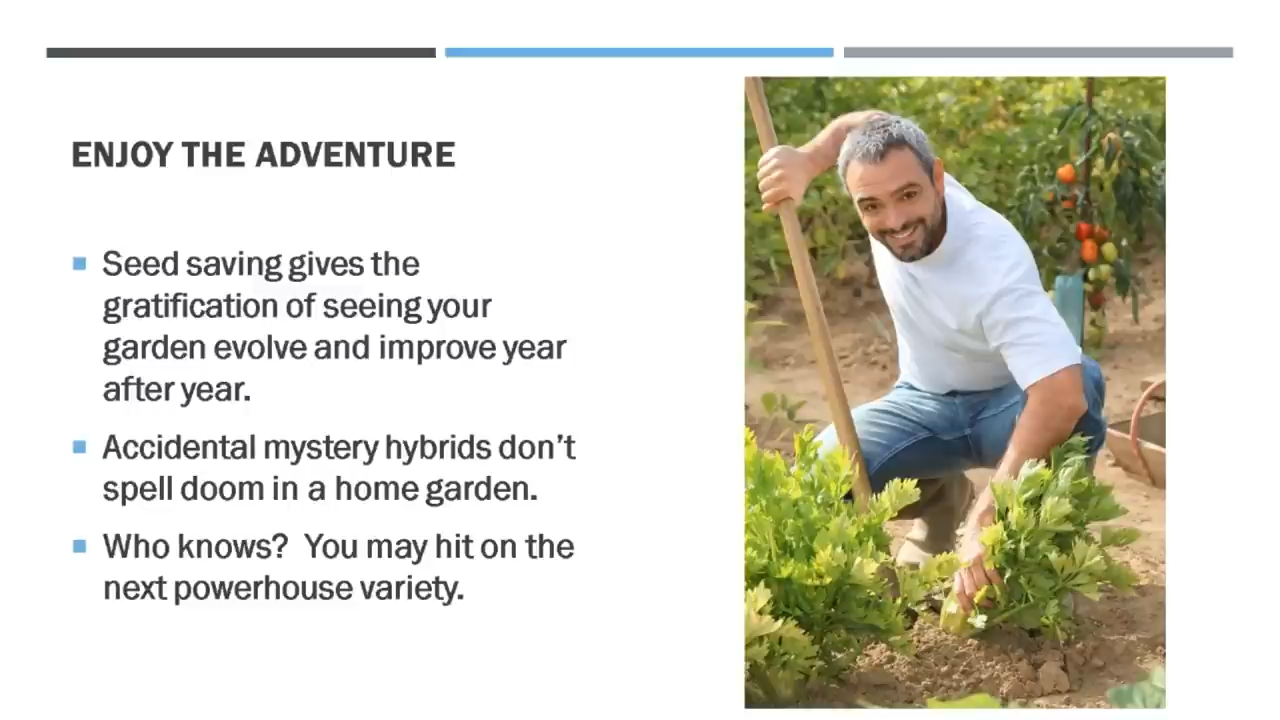 ENJOY THE ADVENTURE
Seed saving gives the
gratification of seeing your
garden evolve and improve year
after year.
Accidental mystery hybrids don't
spell doom in a home garden.
Who knows?  You may hit on the
next powerhouse variety.